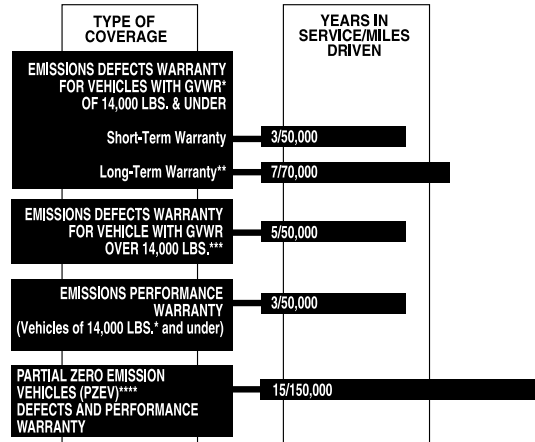 TYPE OF
COVERAGE
YEARS IN
SERVICE/MILES
DRIVEN
EMISSIONS DEFECTS WARRANTY
FOR VEHICLES WITH GVWR*
OF 14,000 LBS. & UNDER
Short-Term Warranty
3/50,000
Long-Term Warranty**
7/70,000
EMISSIONS DEFECTS WARRANTY
FOR VEHICLE WITH GVWR
OVER 14,000 LBS.***
5/50,000
EMISSIONS PERFORMANCE
WARRANTY
(Vehicles of 14,000 LBS.* and under)
3/50,000
PARTIAL ZERO EMISSION
VEHICLES (PZEV)****
DEFECTS AND PERFORMANCE
WARRANTY
15/150,000